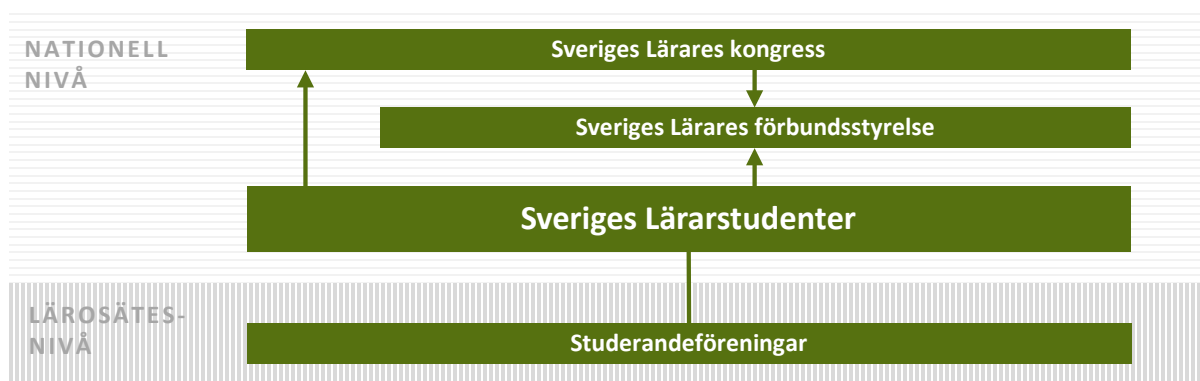 NATIONELL
NIVÅ
Sveriges Lärares kongress
Sveriges Lärares förbundsstyrelse
Sveriges Lärarstudenter
LÄROSÄTES-
NIVÅ
Studerandeföreningar